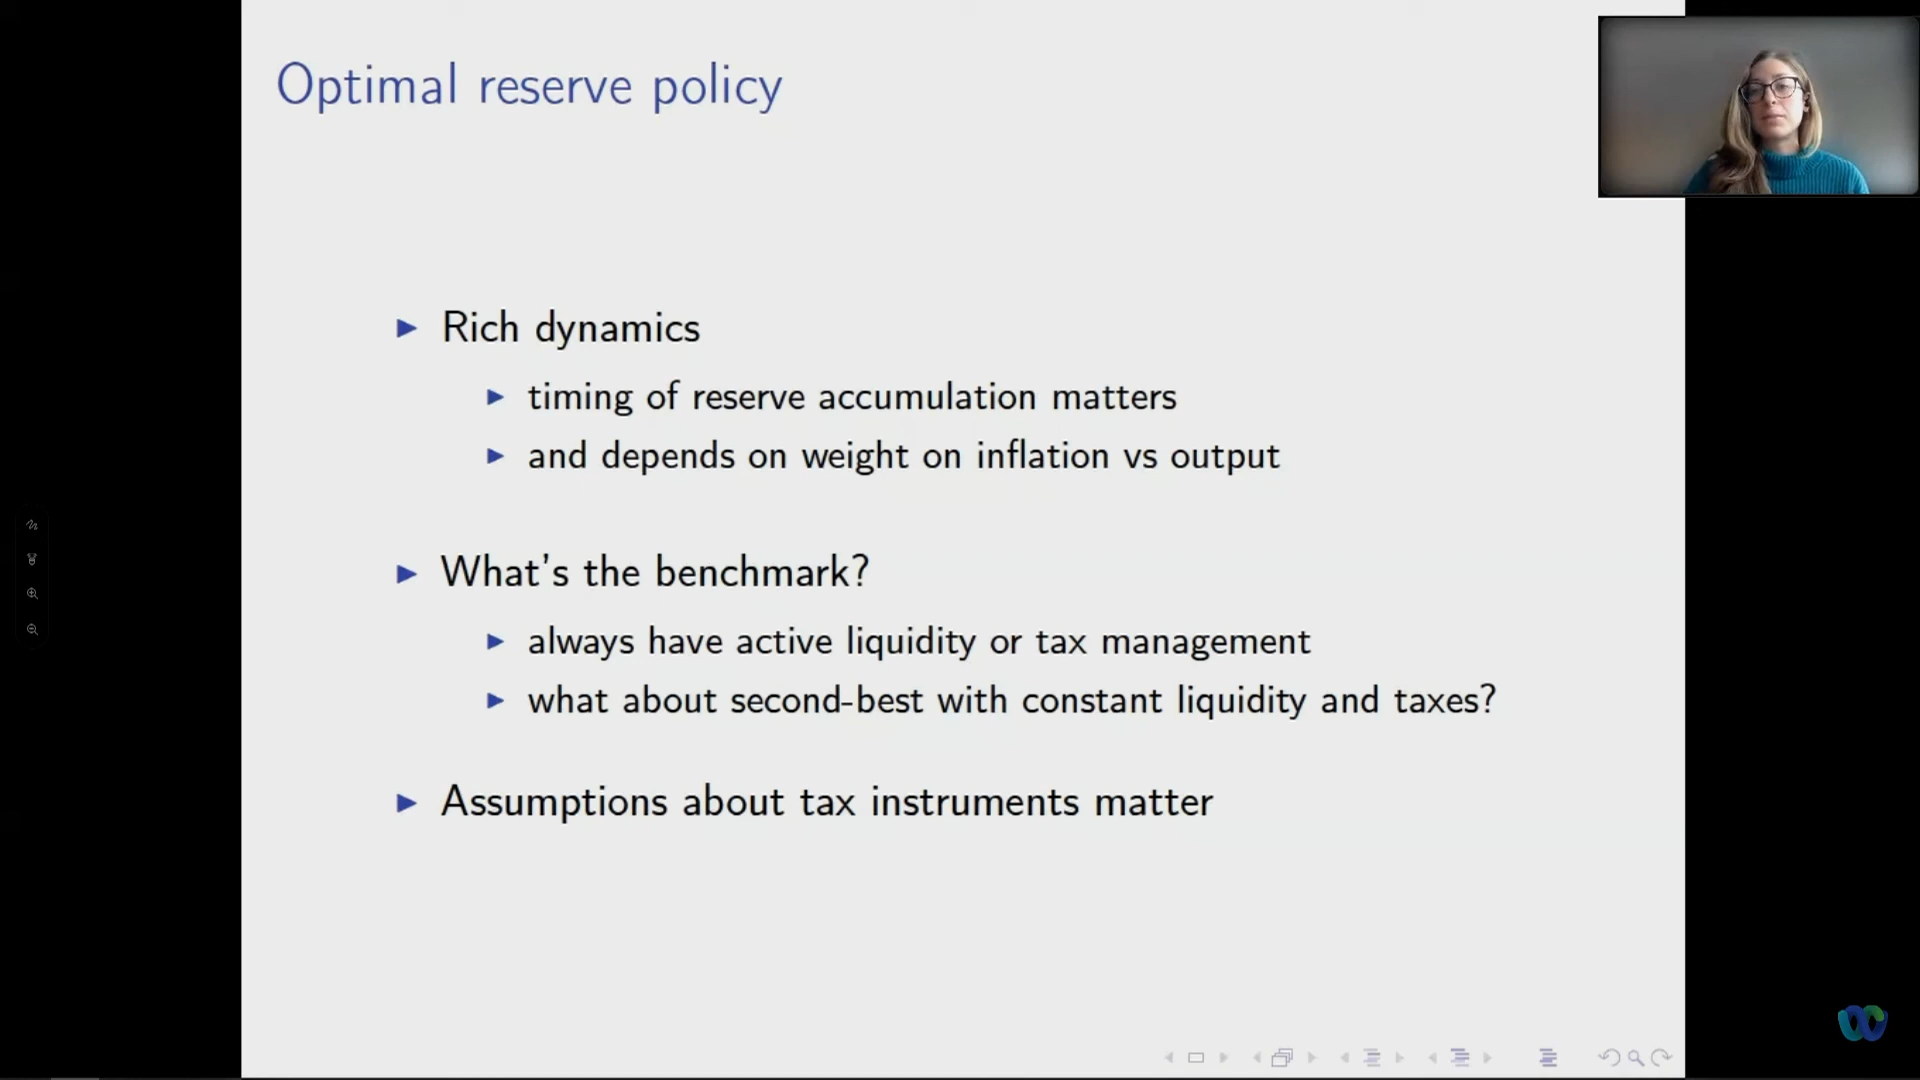 Optimal reserve policy
Rich dynamics
timing of reserve accumulation matters
and depends on weight on inflation vs output
What's the benchmark?
always have active liquidity or tax management
what about second-best with constant liquidity and taxes?
Assumptions about tax instruments matter